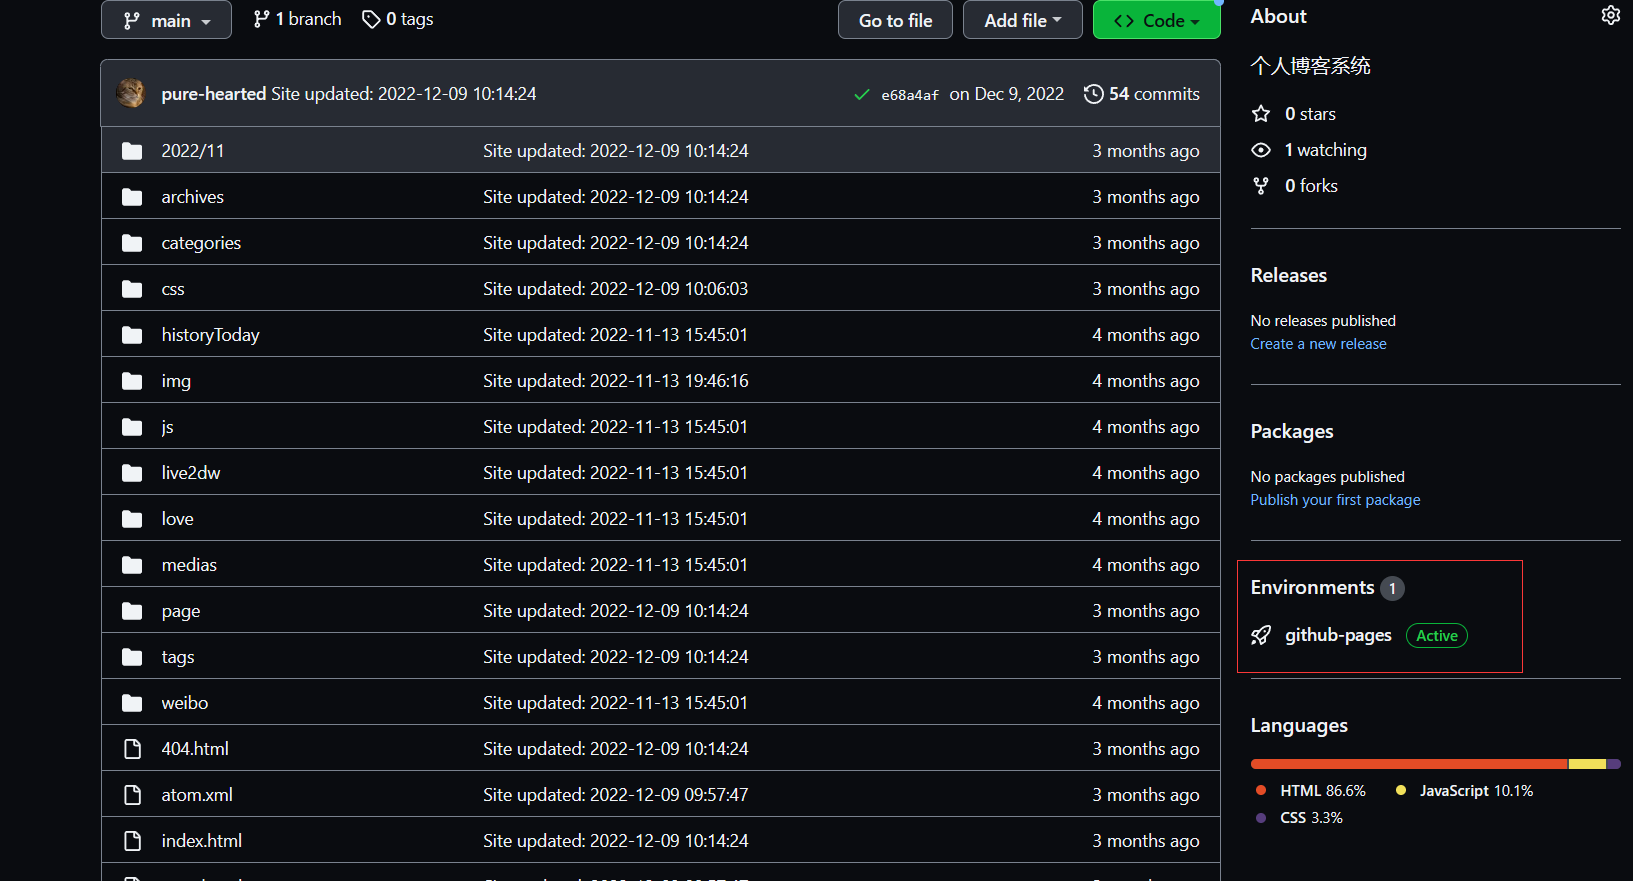 main
1 branch
0 tags
Go to file
Add file
Code
pure-hearted Site updated: 2022-12-09 10:14:24
e68a4af on Dec 9, 2022
54 commits
2022/11 Site updated: 2022-12-09 10:14:24 3 months ago
archives Site updated: 2022-12-09 10:14:24 3 months ago
categories Site updated: 2022-12-09 10:14:24 3 months ago
css Site updated: 2022-12-09 10:06:03 3 months ago
historyToday Site updated: 2022-11-13 15:45:01 4 months ago
img Site updated: 2022-11-13 19:46:16 4 months ago
js Site updated: 2022-11-13 15:45:01 4 months ago
live2dw Site updated: 2022-11-13 15:45:01 4 months ago
love Site updated: 2022-11-13 15:45:01 4 months ago
medias Site updated: 2022-11-13 15:45:01 4 months ago
page Site updated: 2022-12-09 10:14:24 3 months ago
tags Site updated: 2022-12-09 10:14:24 3 months ago
weibo Site updated: 2022-11-13 15:45:01 4 months ago
404.html Site updated: 2022-12-09 10:14:24 3 months ago
atom.xml Site updated: 2022-12-09 09:57:47 3 months ago
index.html Site updated: 2022-12-09 10:14:24 3 months ago
About
个人博客系统
0 stars
1 watching
0 forks
Releases
No releases published
Create a new release
Packages
No packages published
Publish your first package
Environments 1
github-pages Active
Languages
HTML 86.6% JavaScript 10.1%
CSS 3.3%